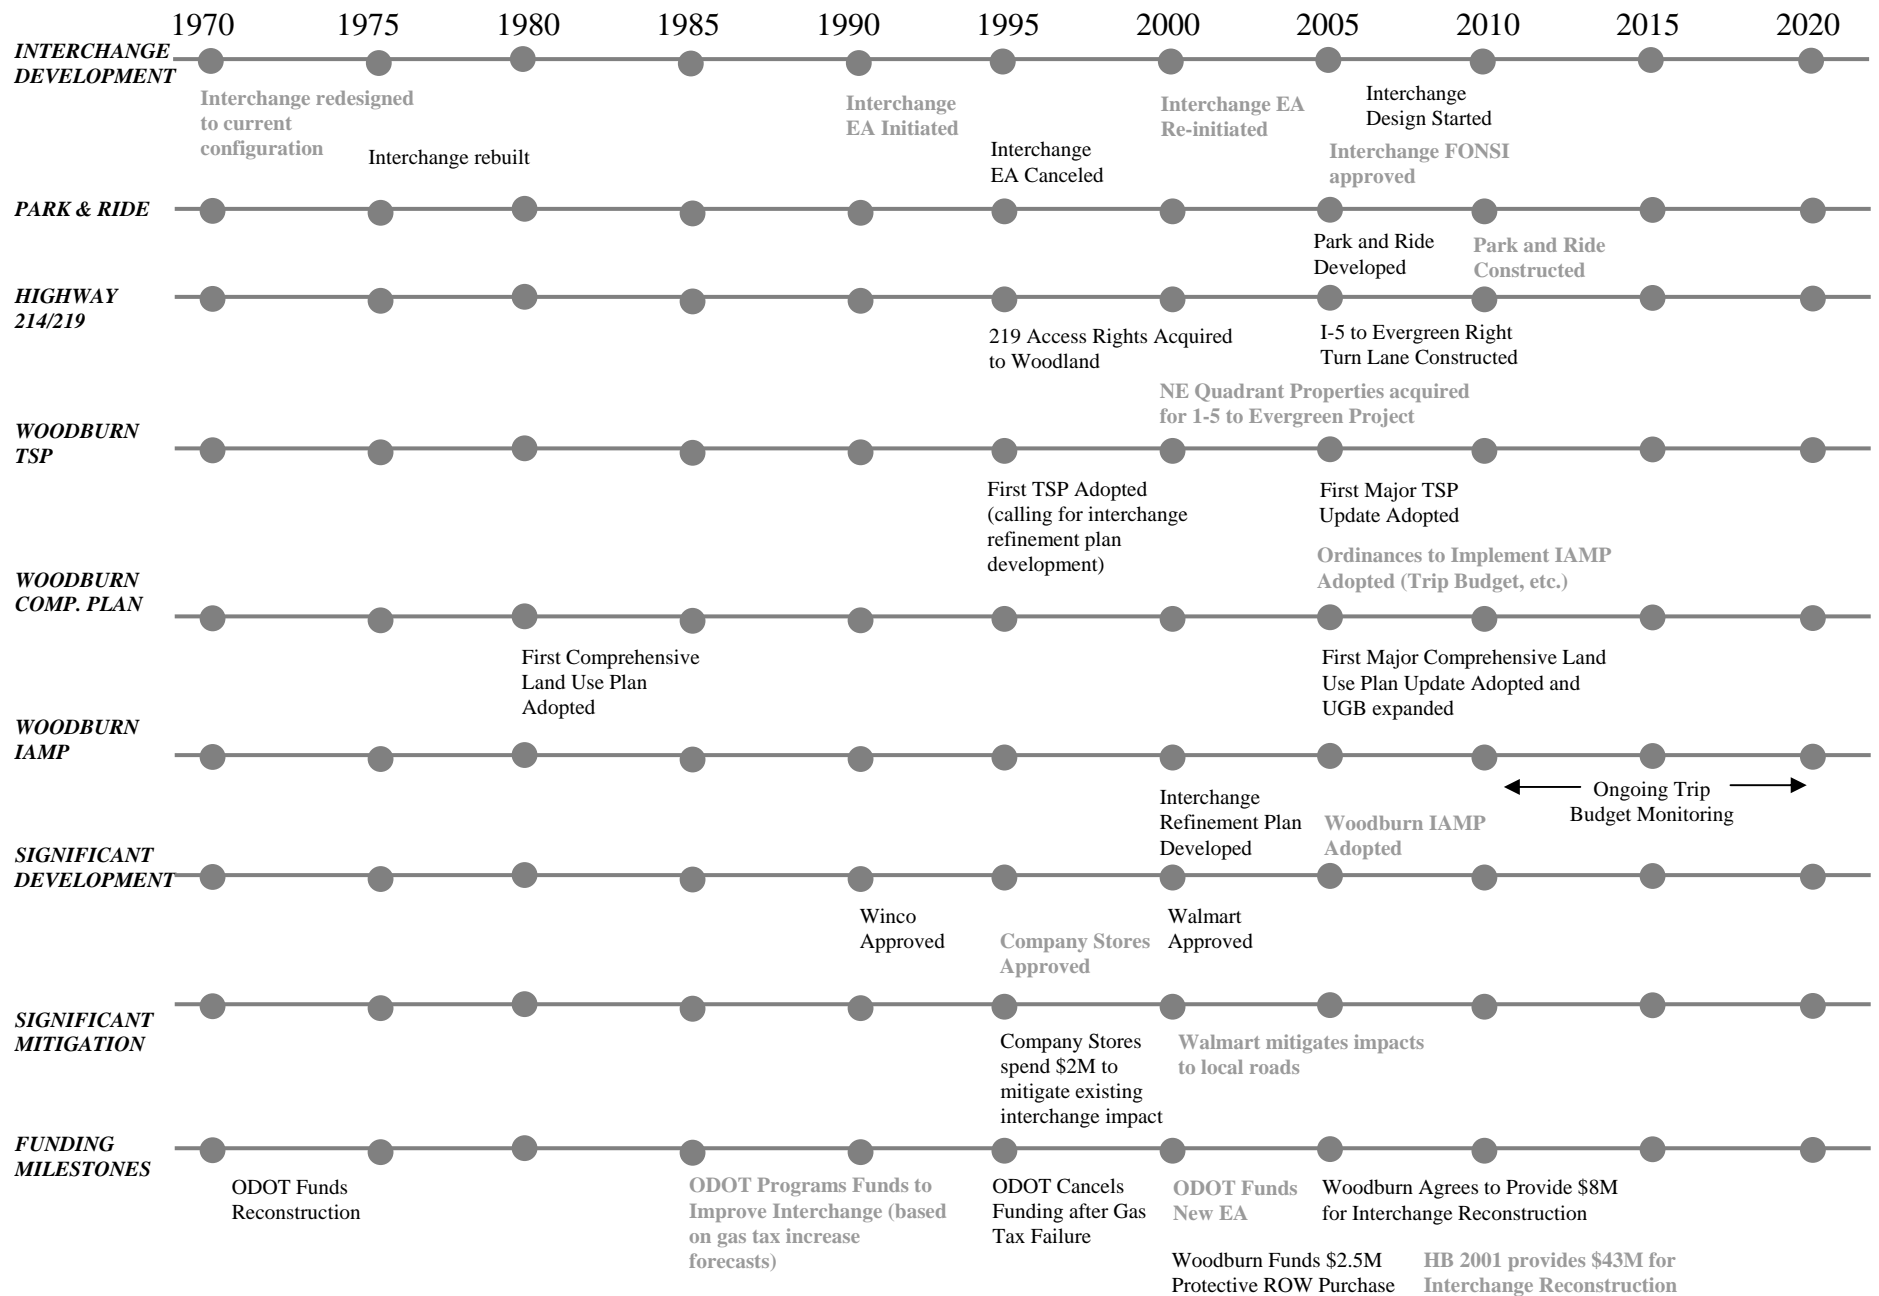 1970 1975 1980 1985 1990 1995 2000 2005 2010 2015 2020
INTERCHANGE
DEVELOPMENT
Interchange redesigned
to current
configuration
Interchange rebuilt
Interchange
EA Initiated
Interchange
EA Canceled
Interchange EA
Re-initiated
Interchange
Design Started
Interchange FONSI
approved
PARK & RIDE
Park and Ride
Developed
Park and Ride
Constructed
HIGHWAY
214/219
219 Access Rights Acquired
to Woodland
I-5 to Evergreen Right
Turn Lane Constructed
NE Quadrant Properties acquired
for 1-5 to Evergreen Project
WOODBURN
TSP
First TSP Adopted
(calling for interchange
refinement plan
development)
First Major TSP
Update Adopted
Ordinances to Implement IAMP
Adopted (Trip Budget, etc.)
WOODBURN
COMP. PLAN
First Comprehensive
Land Use Plan
Adopted
First Major Comprehensive Land
Use Plan Update Adopted and
UGB expanded
WOODBURN
IAMP
Interchange
Refinement Plan
Developed
Woodburn IAMP
Adopted
Ongoing Trip
Budget Monitoring
SIGNIFICANT
DEVELOPMENT
Winco
Approved
Company Stores
Approved
Walmart
Approved
SIGNIFICANT
MITIGATION
Company Stores
spend $2M to
mitigate existing
interchange impact
Walmart mitigates impacts
to local roads
FUNDING
MILESTONES
ODOT Funds
Reconstruction
ODOT Programs Funds to
Improve Interchange (based
on gas tax increase
forecasts)
ODOT Cancels
Funding after Gas
Tax Failure
ODOT Funds
New EA
Woodburn Agrees to Provide $8M
for Interchange Reconstruction
Woodburn Funds $2.5M
Protective ROW Purchase
HB 2001 provides $43M for
Interchange Reconstruction